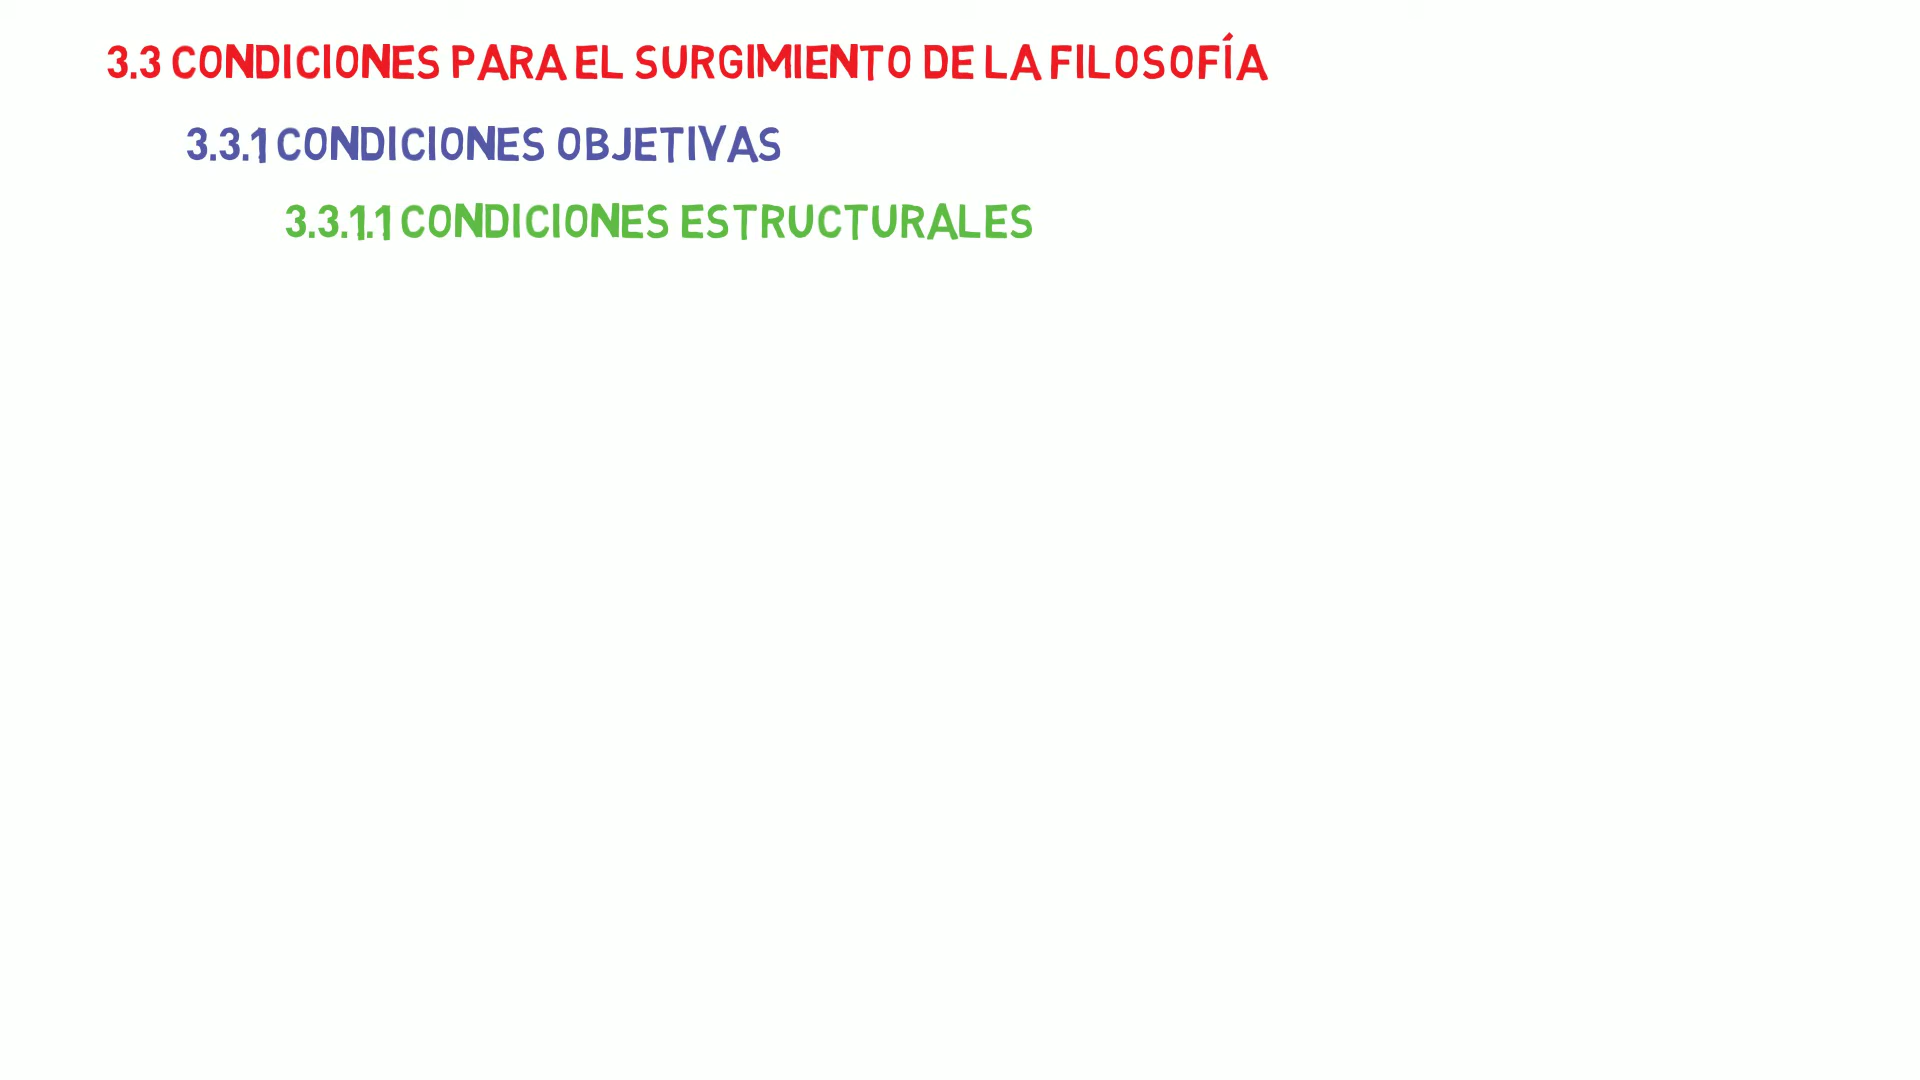 3.3 CONDICIONES PARA EL SURGIMIENTO DE LA FILOSOFÍA
3.3.1 CONDICIONES OBJETIVAS
3.3.1.1 CONDICIONES ESTRUCTURALES